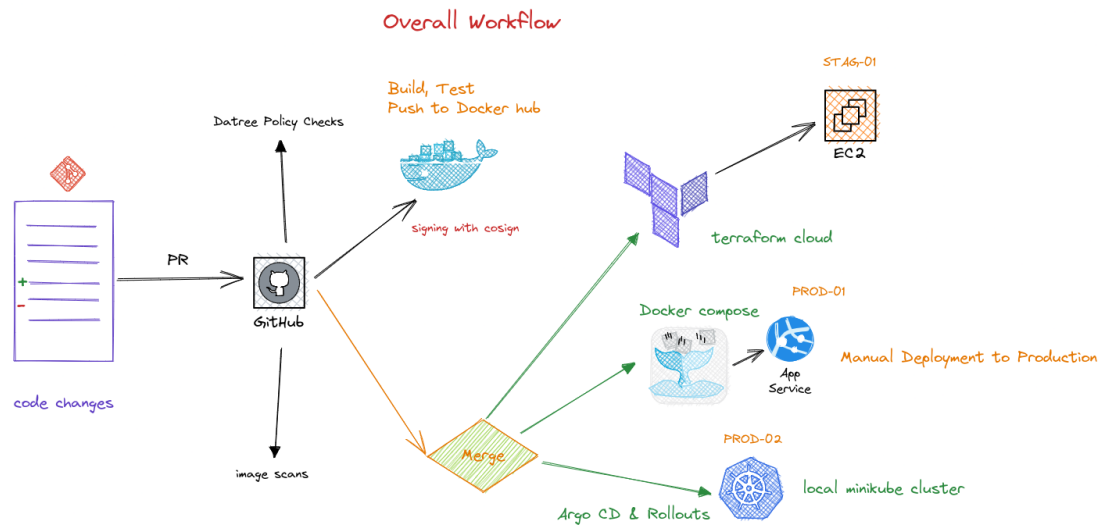 Overall Workflow
STAG-01
Build, Test
Push to Docker hub
Datree Policy Checks
EC2
signing with cosign
terraform cloud
PR
PROD-01
Docker compose
GitHub
Manual Deployment to Production
App
Service
code changes
PROD-02
Merge
image scans
local minikube cluster
Argo CD & Rollouts